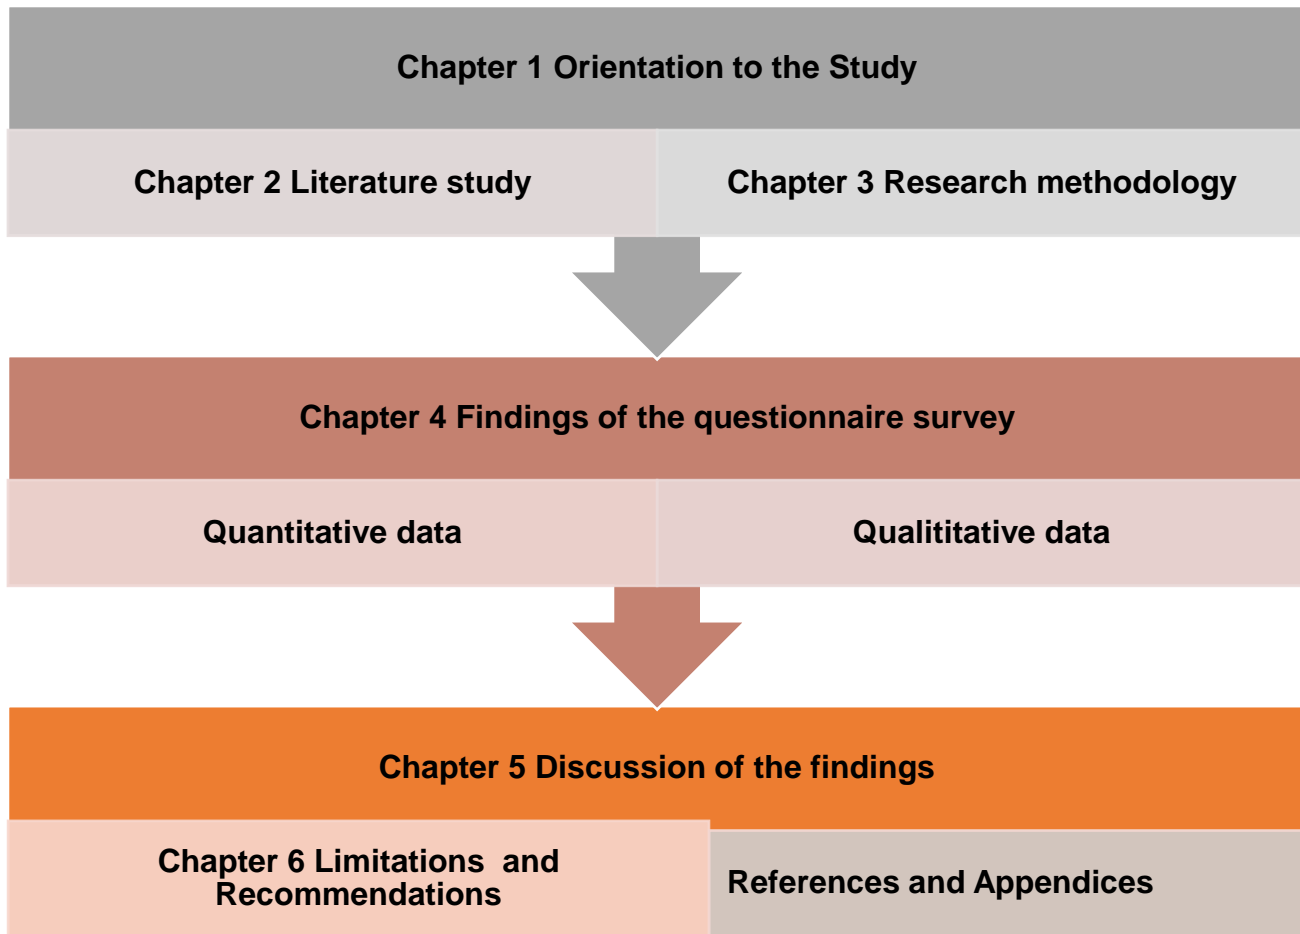 Chapter 1 Orientation to the Study
Chapter 2 Literature study
Chapter 3 Research methodology
Chapter 4 Findings of the questionnaire survey
Quantitative data
Qualititative data
Chapter 5 Discussion of the findings
Chapter 6 Limitations  and
Recommendations
References and Appendices